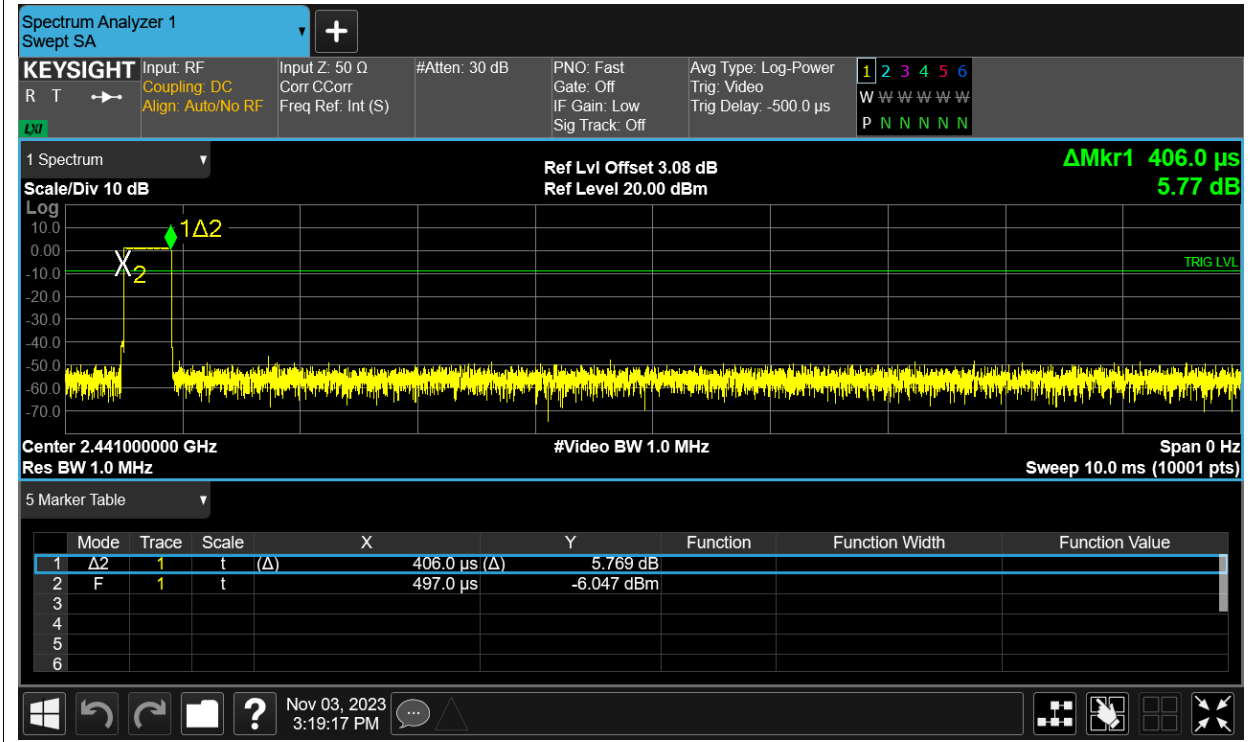 Spectrum Analyzer 1
Swept SA
+
KEYSIGHT
R T
LXI
Input: RF
Coupling: DC
Align: Auto/No RF
Input Z: 50 Ω
Corr CCorr
Freq Ref: Int (S)
#Atten: 30 dB
PNO: Fast
Gate: Off
IF Gain: Low
Sig Track: Off
Avg Type: Log-Power
Trig: Video
Trig Delay: -500.0 µs
1 2 3 4 5 6
W W W W W W
P N N N N N
1 Spectrum
Scale/Div 10 dB
Ref Lvl Offset 3.08 dB
Ref Level 20.00 dBm
ΔMkr1 406.0 µs
5.77 dB
Log
10.0
0.00
-10.0
-20.0
-30.0
-40.0
-50.0
-60.0
-70.0
1Δ2
X2
TRIG LVL
Center 2.441000000 GHz
Res BW 1.0 MHz
#Video BW 1.0 MHz
Span 0 Hz
Sweep 10.0 ms (10001 pts)
5 Marker Table
Mode Trace Scale X Y Function Function Width Function Value
1 Δ2 1 t (Δ) 406.0 µs (Δ) 5.769 dB
2 F 1 t 497.0 µs -6.047 dBm
3
4
5
6
?
Nov 03, 2023
3:19:17 PM